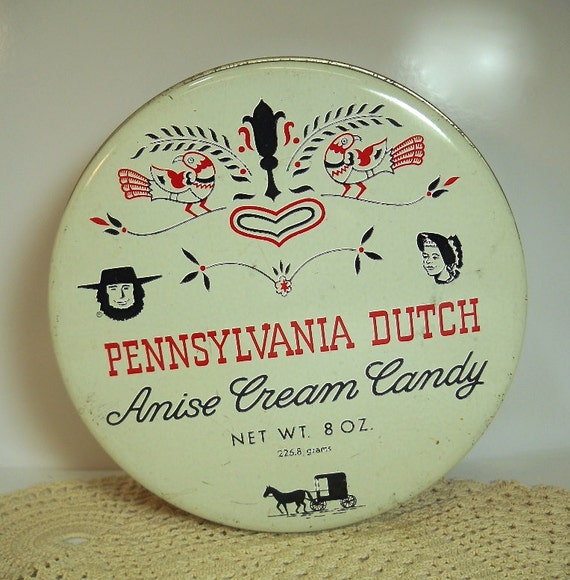 ©
PENNSYLVANIA DUTCH
Anise Cream Candy
NET WT. 8 OZ.
226.8 grams